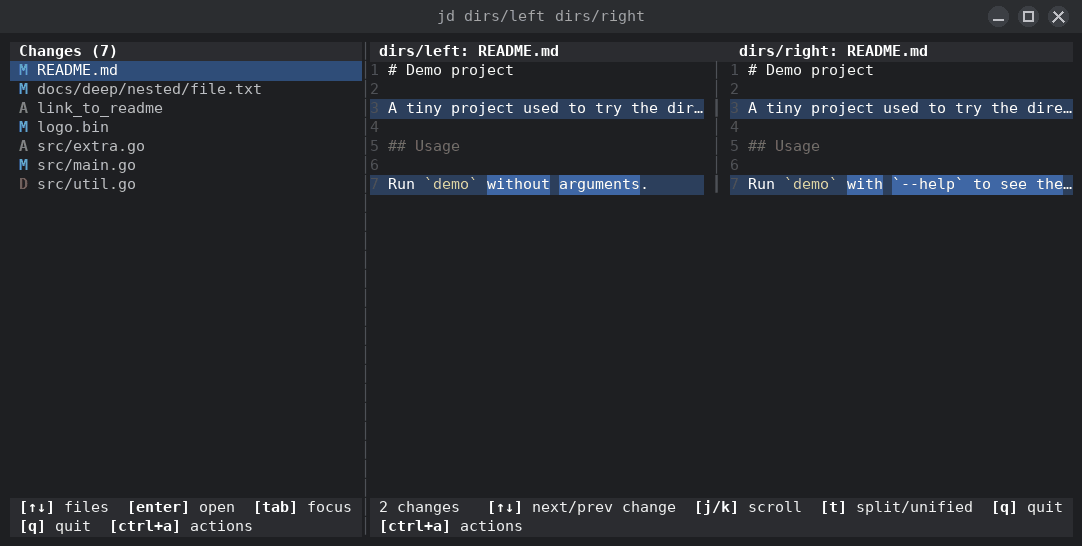 jd dirs/left dirs/right
Changes (7)
M README.md
M docs/deep/nested/file.txt
A link_to_readme
M logo.bin
A src/extra.go
M src/main.go
D src/util.go
[↑↓] files [enter] open [tab] focus
[q] quit [ctrl+a] actions
dirs/left: README.md
1 # Demo project
2
3 A tiny project used to try the dir…
4
5 ## Usage
6
7 Run `demo` without arguments.
dirs/right: README.md
1 # Demo project
2
3 A tiny project used to try the dire…
4
5 ## Usage
6
7 Run `demo` with `--help` to see the…
2 changes [↑↓] next/prev change [j/k] scroll [t] split/unified [q] quit
[ctrl+a] actions